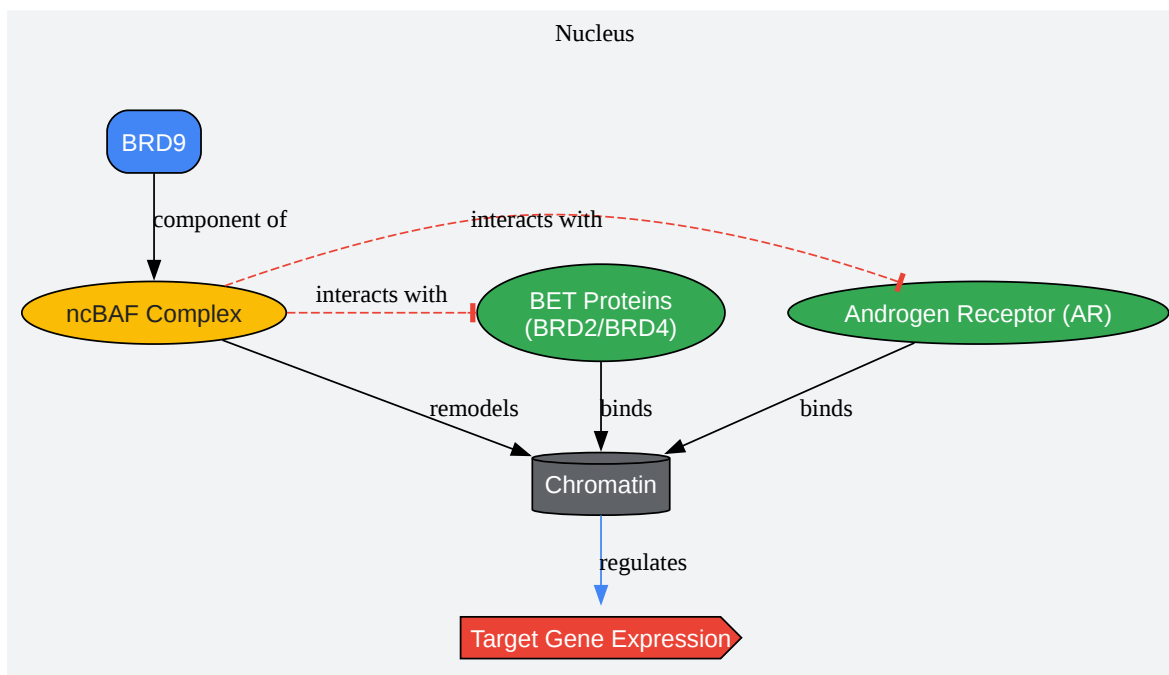 Nucleus
BRD9
component of
interacts with
interacts with
ncBAF Complex
BET Proteins
(BRD2/BRD4)
Androgen Receptor (AR)
remodels
binds
binds
Chromatin
regulates
Target Gene Expression